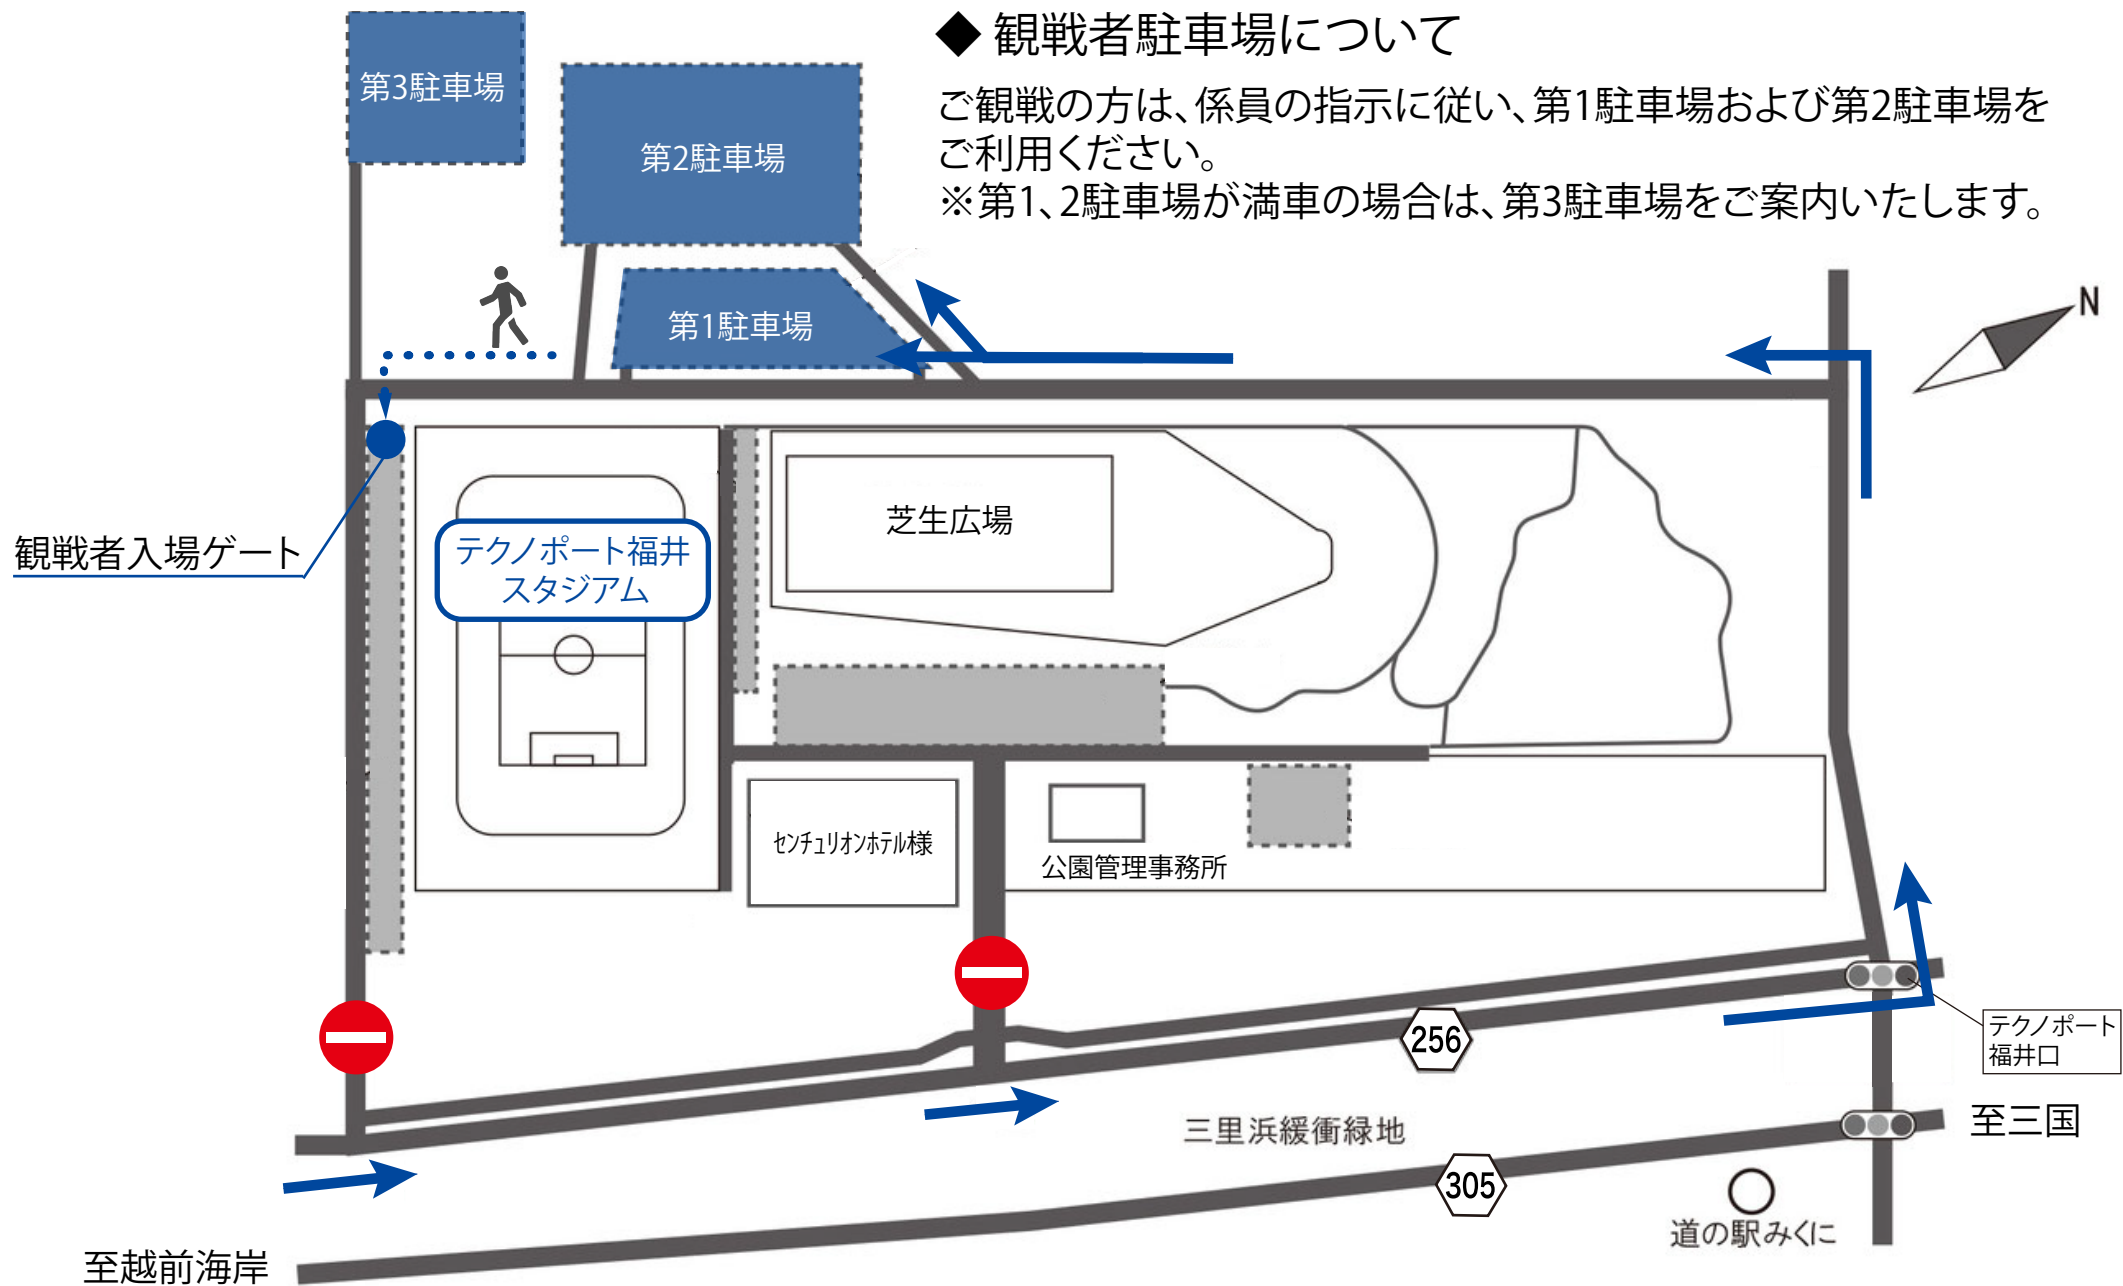 ◆ 観戦者駐車場について
ご観戦の方は、係員の指示に従い、第1駐車場および第2駐車場を
ご利用ください。
※第1、2駐車場が満車の場合は、第3駐車場をご案内いたします。
第3駐車場
第2駐車場
第1駐車場
N
観戦者入場ゲート
テクノポート福井
スタジアム
芝生広場
センチュリオンホテル様
公園管理事務所
256
テクノポート
福井口
三里浜緩衝緑地
至三国
305
道の駅みくに
至越前海岸